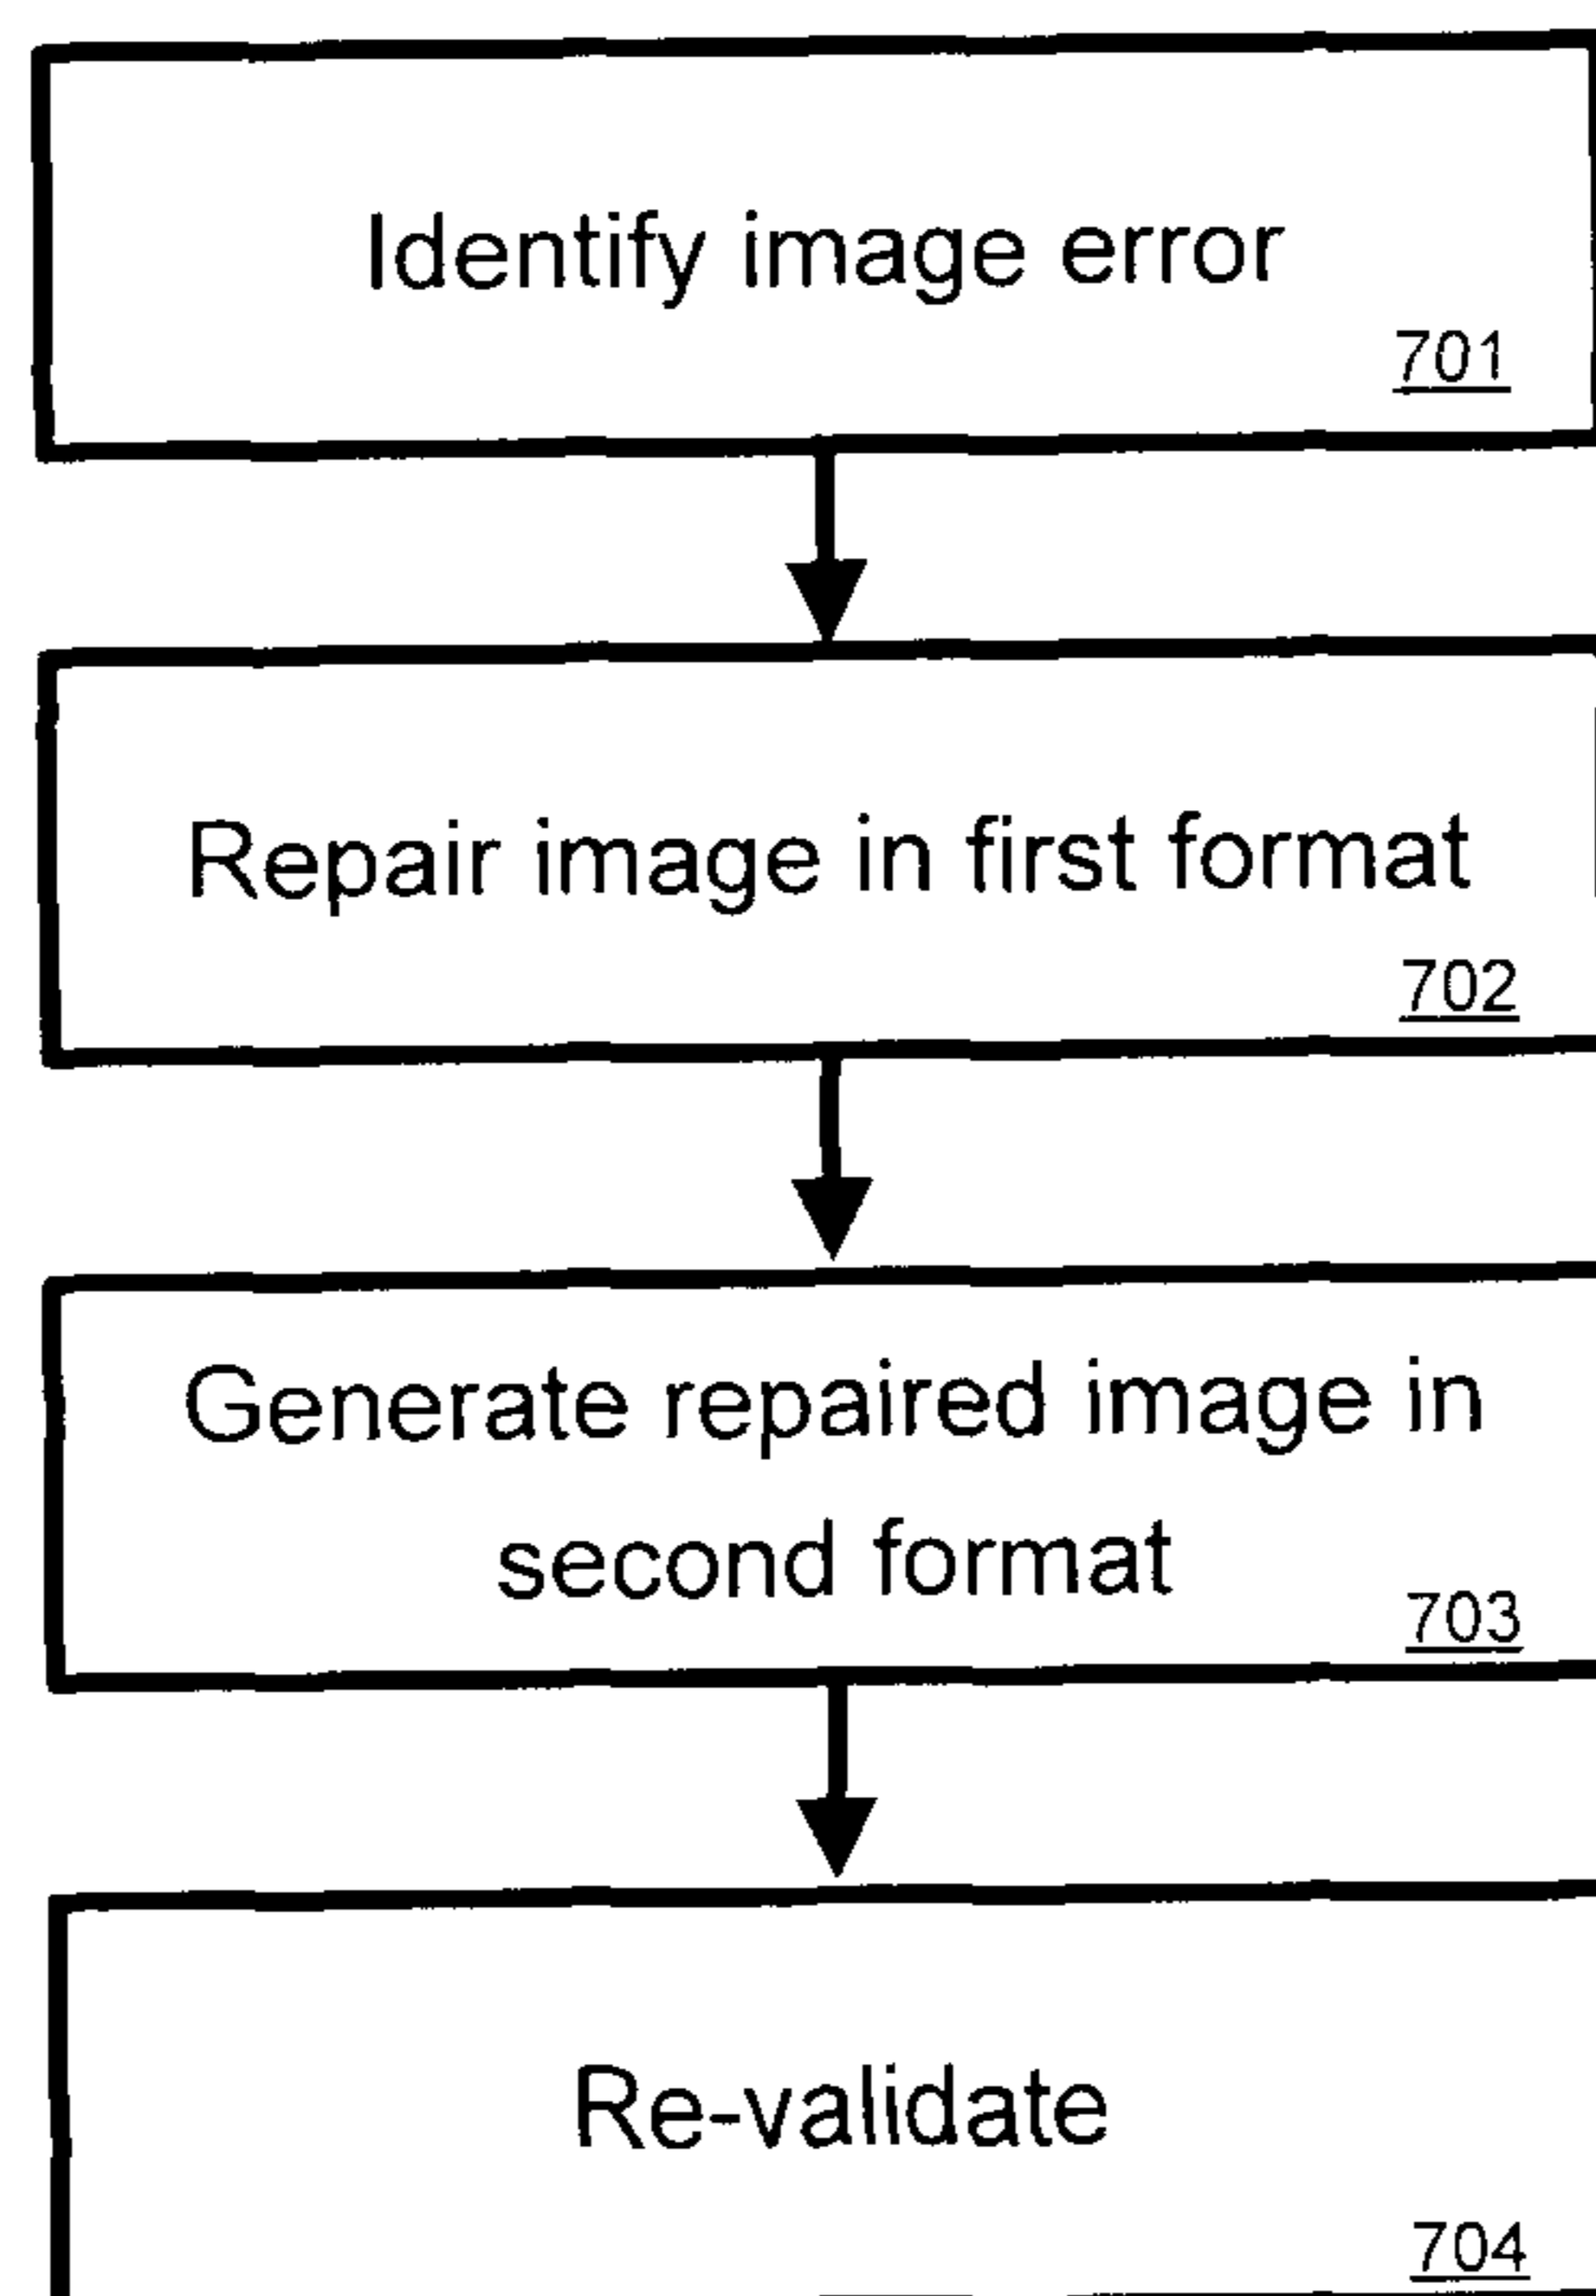 Identify image error
701
Repair image in first format
702
Generate repaired image in
second format
703
Re-validate
704